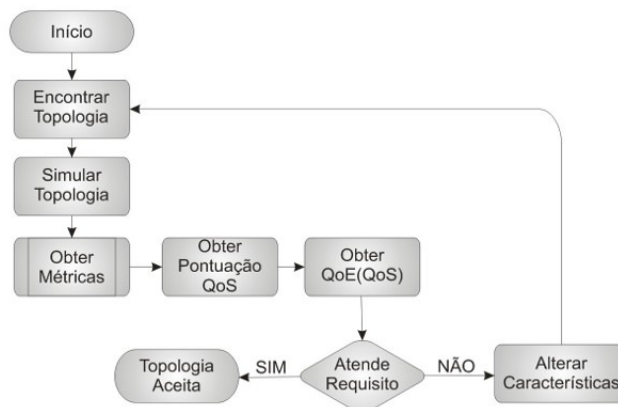 Início
Encontrar
Topologia
Simular
Topologia
Obter
Métricas
Obter
Pontuação
QoS
Obter
QoE(QoS)
Atende
Requisito
SIM
Topologia
Aceita
NÃO
Alterar
Características